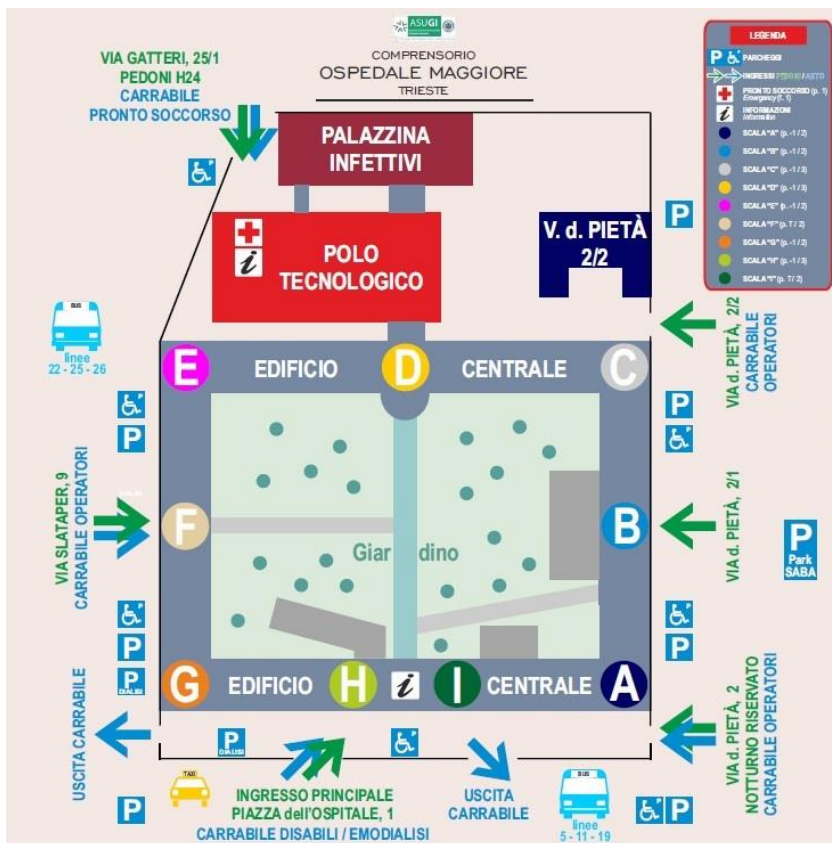 ASUGI
COMPRENSORIO
OSPEDALE MAGGIORE
TRIESTE
VIA GATTERI, 25/1
PEDONI H24
CARRABILE
PRONTO SOCCORSO
PALAZZINA
INFETTIVI
POLO
TECNOLOGICO
i
V. d. PIETÀ
2/2
P
LEGENDA
P PARCHEGGI
INGRESSI PEDONI / AUTO
PRONTO SOCCORSO (p. 1)
Emergency (f. 1)
i INFORMAZIONI
Information
SCALA "A" (p. -1 / 2)
SCALA "B" (p. -1 / 2)
SCALA "C" (p. -1 / 3)
SCALA "D" (p. -1 / 3)
SCALA "E" (p. -1 / 2)
SCALA "F" (p. T / 2)
SCALA "G" (p. -1 / 2)
SCALA "H" (p. -1 / 3)
SCALA "I" (p. T / 2)
BUS
linee
22 - 25 - 26
VIA d. PIETÀ, 2/2
CARRABILE
OPERATORI
E
EDIFICIO
D
CENTRALE
C
P
P
VIA SLATAPER, 9
CARRABILE OPERATORI
F
Giardino
B
VIA d. PIETÀ, 2/1
P
Park
SABA
P
P
P
DIALISI
G
EDIFICIO
H
i
I
CENTRALE
A
VIA d. PIETÀ, 2
NOTTURNO RISERVATO
CARRABILE OPERATORI
USCITA CARRABILE
P
DIALISI
TAXI
P
INGRESSO PRINCIPALE
PIAZZA dell'OSPITALE, 1
CARRABILE DISABILI / EMODIALISI
USCITA
CARRABILE
BUS
linee
5 - 11 - 19
P